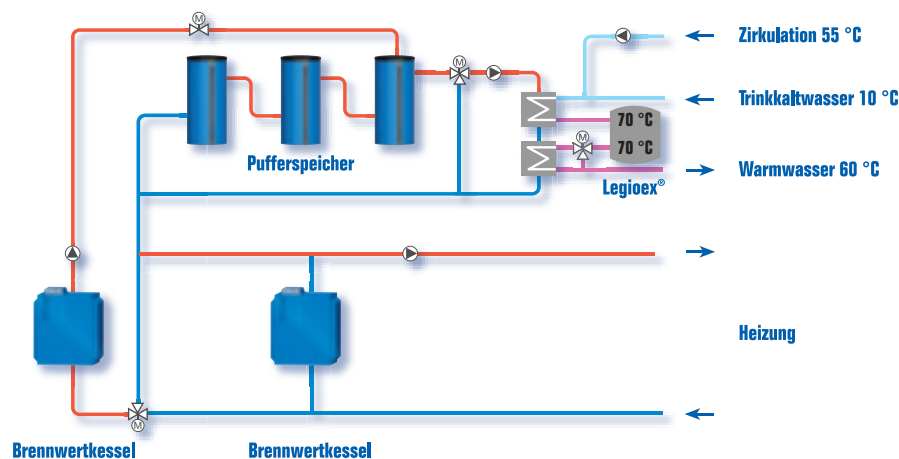 M
Zirkulation 55 °C
M
Trinkkaltwasser 10 °C
70 °C
M
70 °C
Pufferspeicher
Warmwasser 60 °C
Legioex®
Heizung
M
Brennwertkessel
Brennwertkessel